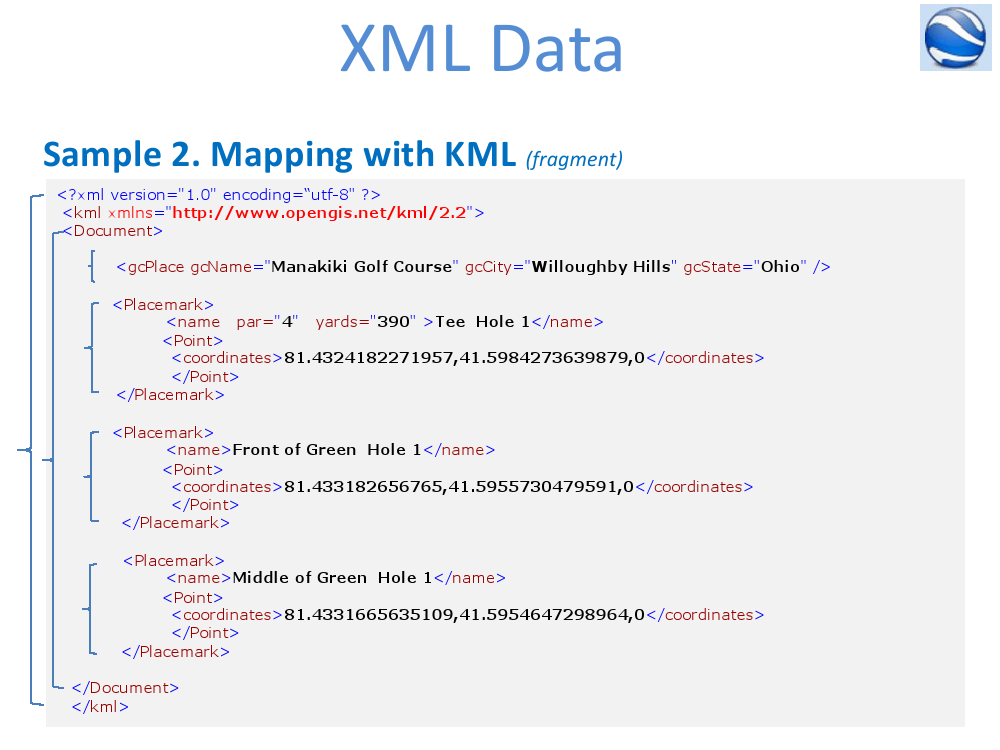 XML Data
Sample 2. Mapping with KML (fragment)
<?xml version="1.0" encoding=“utf-8" ?>
<kml xmlns="http://www.opengis.net/kml/2.2">
<Document>
<gcPlace gcName="Manakiki Golf Course" gcCity="Willoughby Hills" gcState="Ohio" />
<Placemark>
<name par="4" yards="390" >Tee Hole 1</name>
<Point>
<coordinates>81.4324182271957,41.5984273639879,0</coordinates>
</Point>
</Placemark>
<Placemark>
<name>Front of Green Hole 1</name>
<Point>
<coordinates>81.433182656765,41.5955730479591,0</coordinates>
</Point>
</Placemark>
<Placemark>
<name>Middle of Green Hole 1</name>
<Point>
<coordinates>81.4331665635109,41.5954647298964,0</coordinates>
</Point>
</Placemark>
</Document>
</kml>